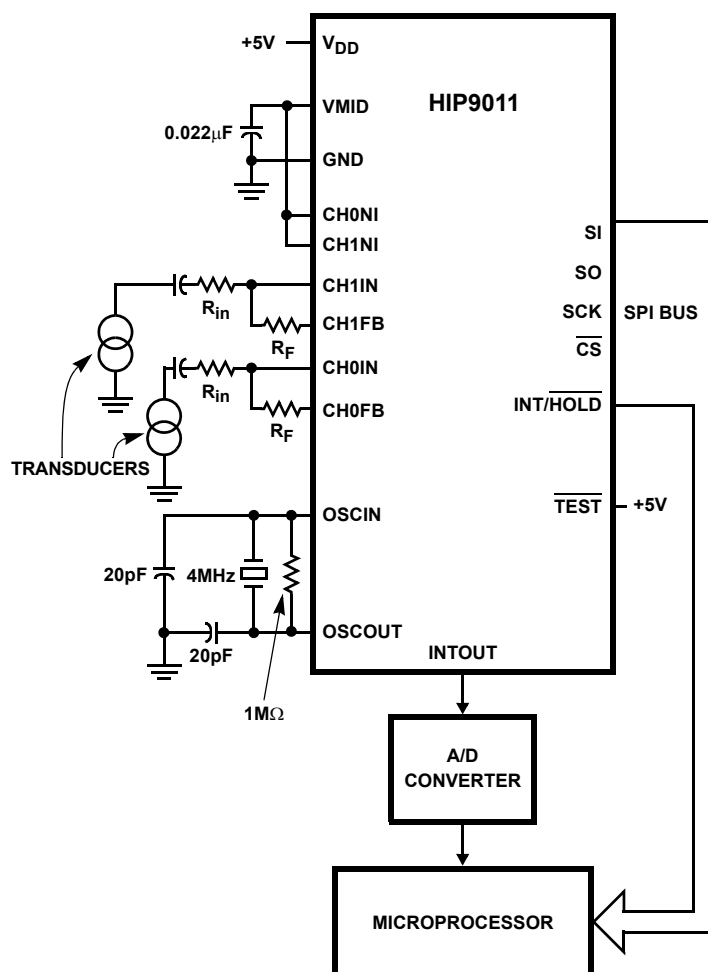 +5V
VDD
HIP9011
VMID
0.022μF
GND
CH0NI
CH1NI
SI
CH1IN
SO
Rin
CH1FB
SCK
SPI BUS
RF
CS
CH0IN
Rin
INT/HOLD
CH0FB
RF
TRANSDUCERS
TEST
+5V
OSCIN
20pF
4MHz
OSCOUT
20pF
INTOUT
1MΩ
A/D
CONVERTER
MICROPROCESSOR